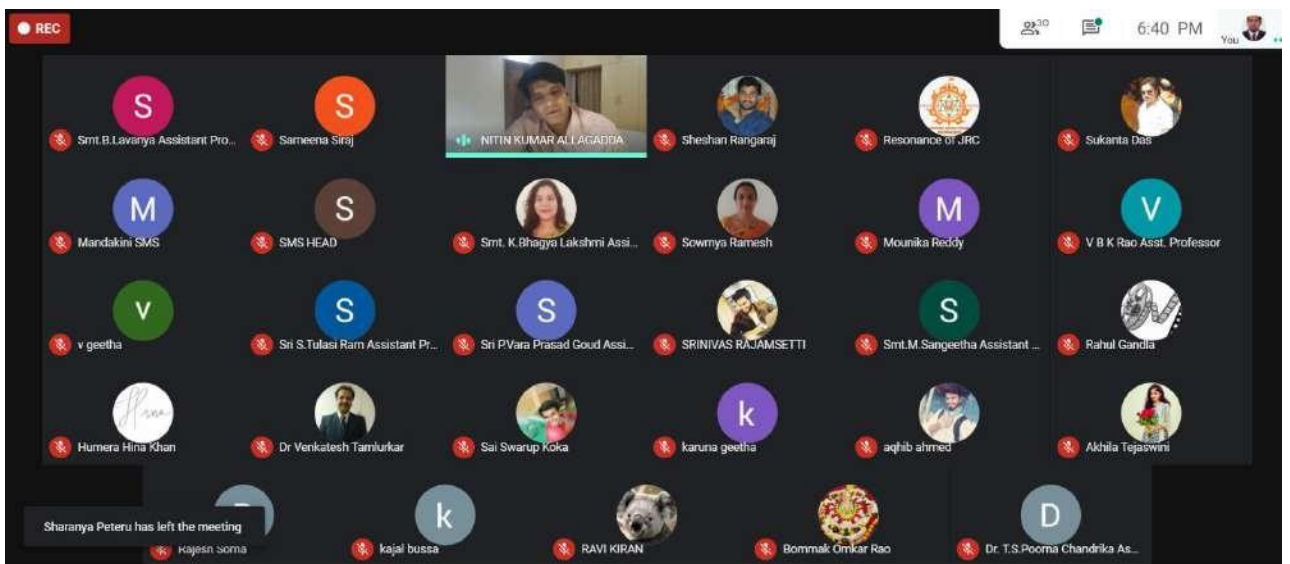 REC
30
6:40 PM
You
S
S
Smt.B.Lavanya Assistant Pro...
Sameena Siraj
NITIN KUMAR ALLAGADDA
Sheshan Rangaraj
Resonance of JRC
Sukanta Das
M
S
M
V
Mandakini SMS
SMS HEAD
Smt. K.Bhagya Lakshmi Assi...
Sowmya Ramesh
Mounika Reddy
V B K Rao Asst. Professor
v
S
S
S
v geetha
Sri S.Tulasi Ram Assistant Pr...
Sri P.Vara Prasad Goud Assi...
SRINIVAS RAJAMSETTI
Smt.M.Sangeetha Assistant ...
Rahul Gandla
Hina
k
Humera Hina Khan
Dr Venkatesh Tamlurkar
Sai Swarup Koka
karuna geetha
aqhib ahmed
Akhila Tejaswini
k
D
Sharanya Peteru has left the meeting
Rajesh Soma
kajal bussa
RAVI KIRAN
Bommak Omkar Rao
Dr. T.S.Poorna Chandrika As...